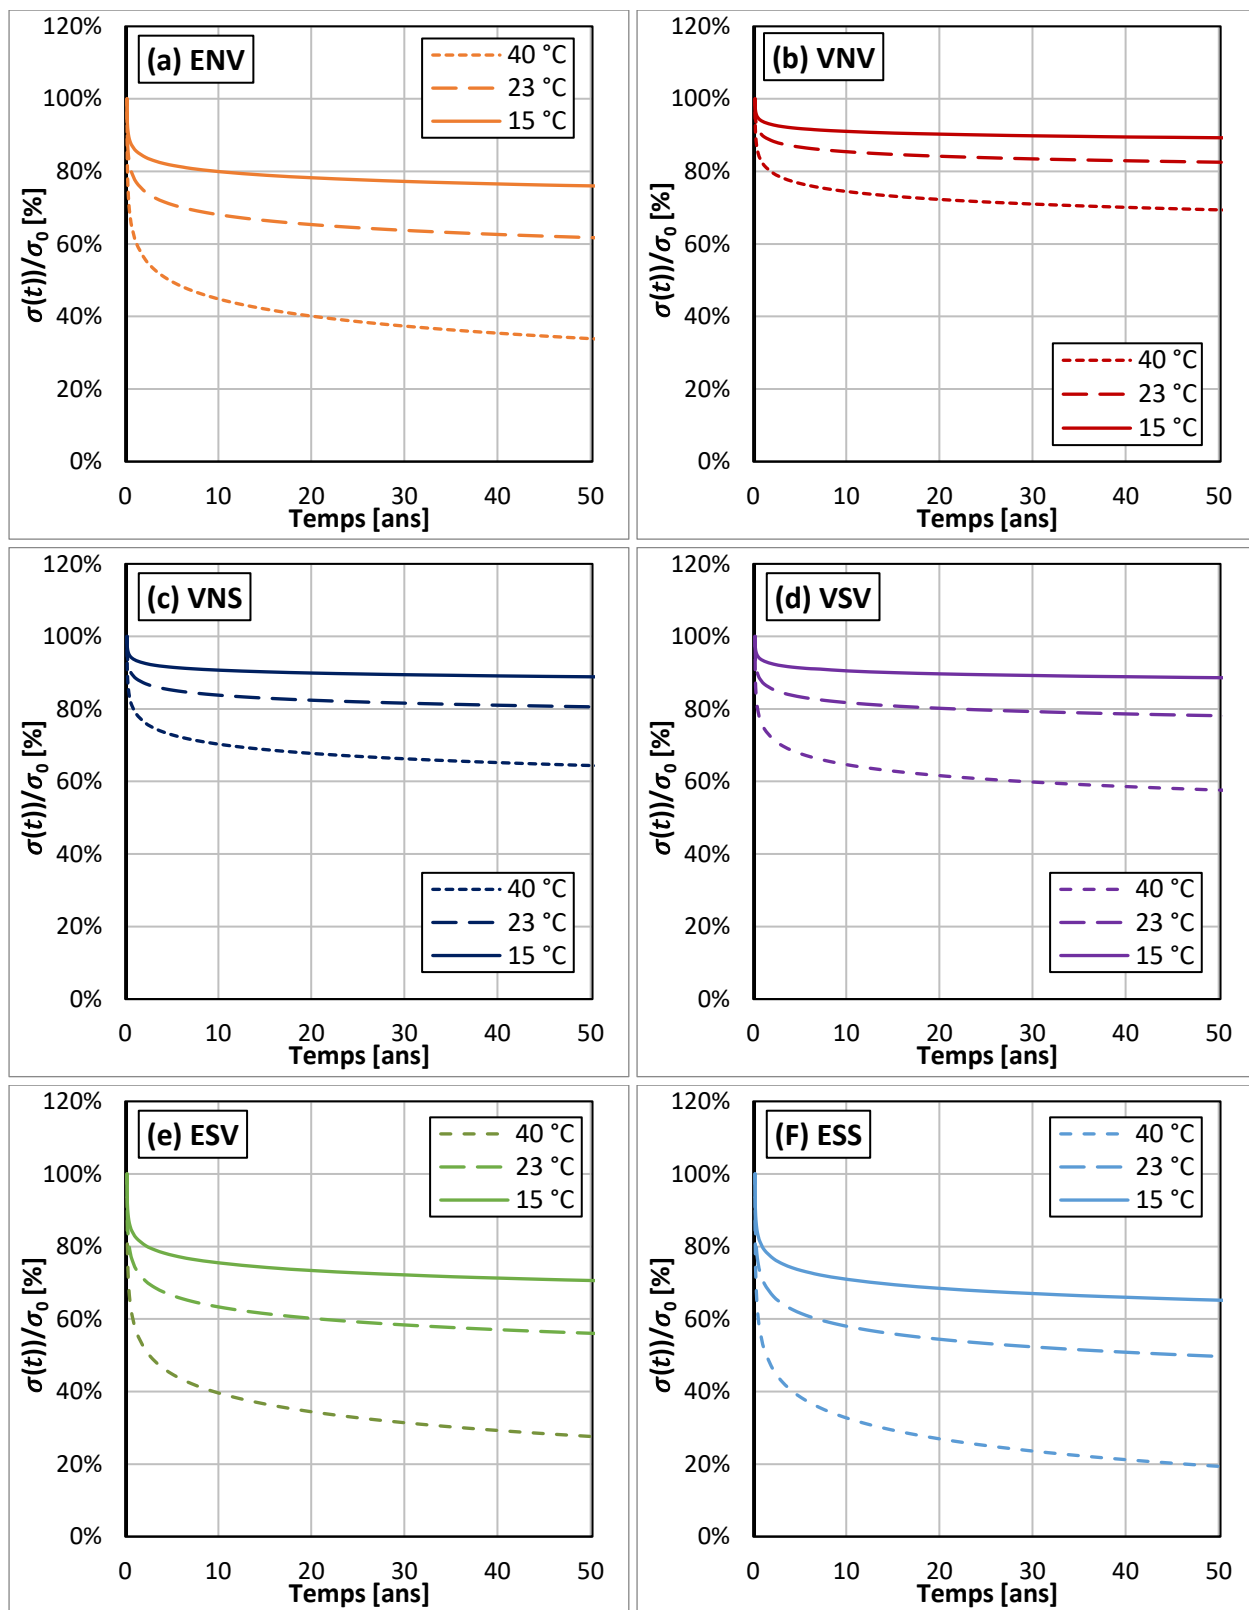 120%
100%
80%
60%
40%
20%
0%
σ(t))/σ₀ [%]
(a) ENV
40 °C
23 °C
15 °C
0 10 20 30 40 50
Temps [ans]
120%
100%
80%
60%
40%
20%
0%
σ(t))/σ₀ [%]
(b) VNV
40 °C
23 °C
15 °C
0 10 20 30 40 50
Temps [ans]
120%
100%
80%
60%
40%
20%
0%
σ(t))/σ₀ [%]
(c) VNS
40 °C
23 °C
15 °C
0 10 20 30 40 50
Temps [ans]
120%
100%
80%
60%
40%
20%
0%
σ(t))/σ₀ [%]
(d) VSV
40 °C
23 °C
15 °C
0 10 20 30 40 50
Temps [ans]
120%
100%
80%
60%
40%
20%
0%
σ(t))/σ₀ [%]
(e) ESV
40 °C
23 °C
15 °C
0 10 20 30 40 50
Temps [ans]
120%
100%
80%
60%
40%
20%
0%
σ(t))/σ₀ [%]
(F) ESS
40 °C
23 °C
15 °C
0 10 20 30 40 50
Temps [ans]